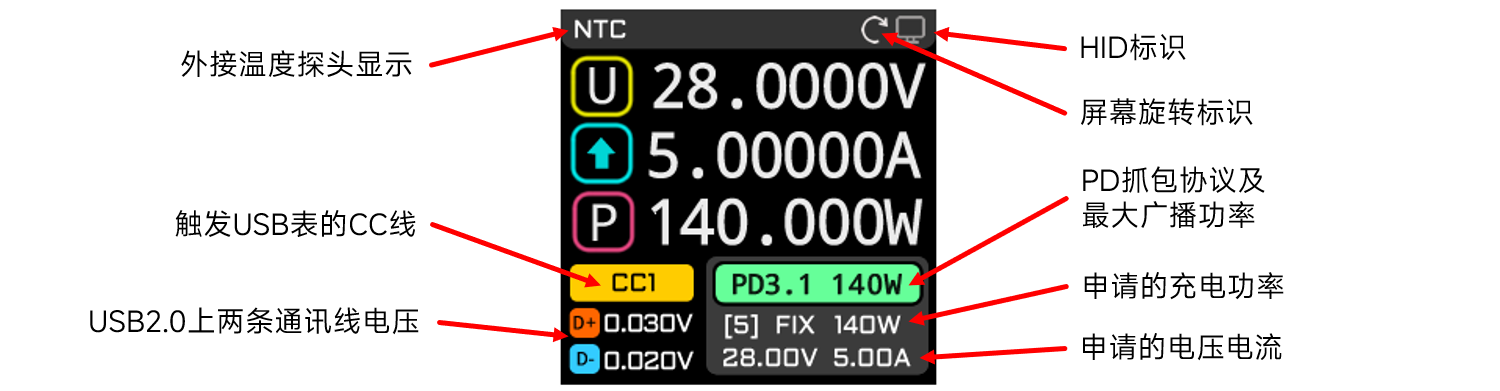 外接温度探头显示
触发USB表的CC线
USB2.0上两条通讯线电压
NTC
U 28.0000V
5.00000A
P 140.000W
CC1
D+ 0.030V
D- 0.020V
PD3.1 140W
[5] FIX 140W
28.00V 5.00A
HID标识
屏幕旋转标识
PD抓包协议及
最大广播功率
申请的充电功率
申请的电压电流